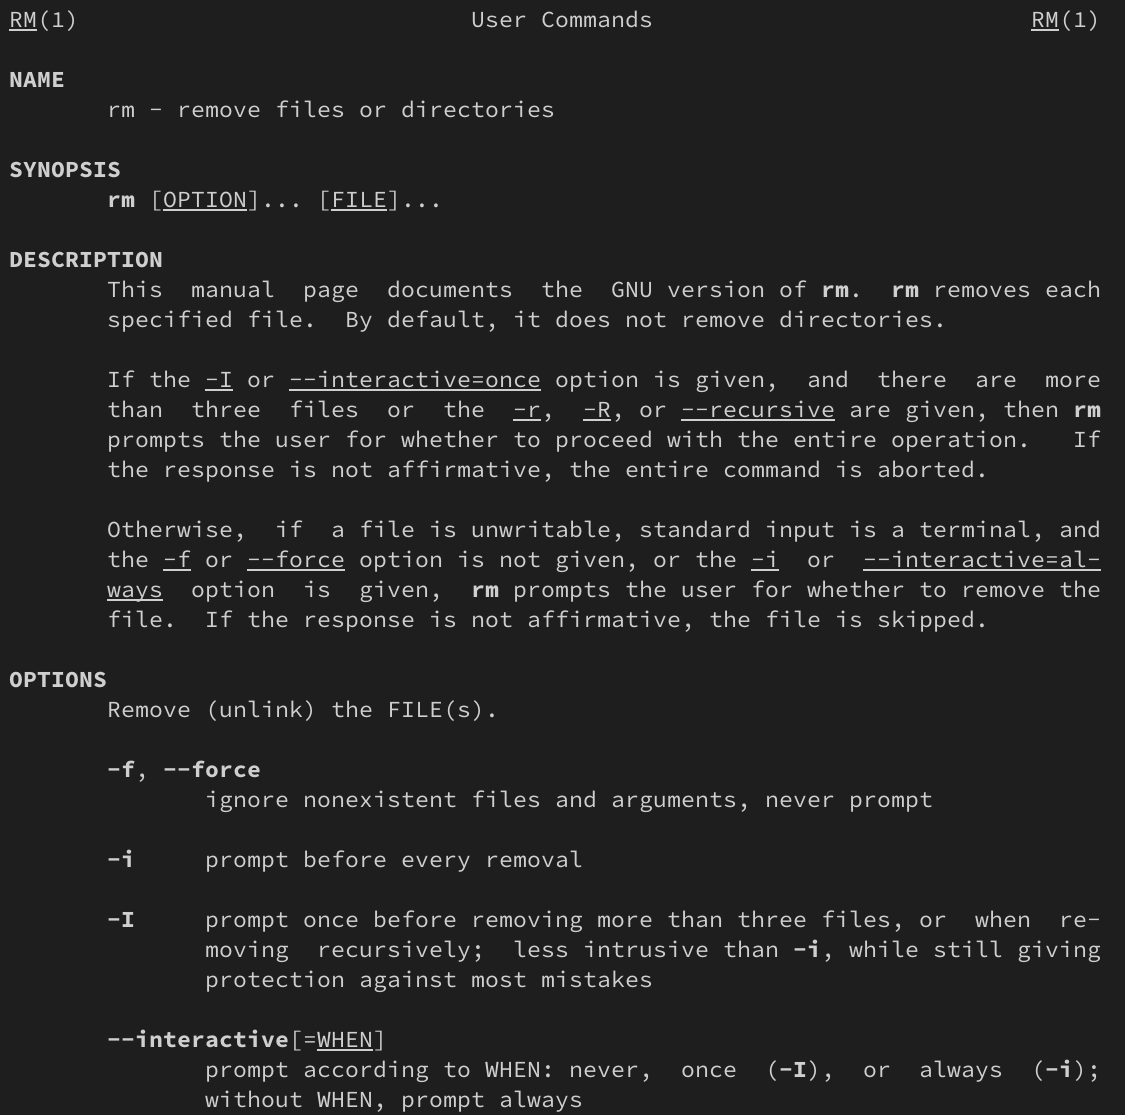 RM(1) User Commands RM(1)
NAME
rm - remove files or directories
SYNOPSIS
rm [OPTION]... [FILE]...
DESCRIPTION
This manual page documents the GNU version of rm. rm removes each
specified file. By default, it does not remove directories.
If the -I or --interactive=once option is given, and there are more
than three files or the -r, -R, or --recursive are given, then rm
prompts the user for whether to proceed with the entire operation. If
the response is not affirmative, the entire command is aborted.
Otherwise, if a file is unwritable, standard input is a terminal, and
the -f or --force option is not given, or the -i or --interactive=al-
ways option is given, rm prompts the user for whether to remove the
file. If the response is not affirmative, the file is skipped.
OPTIONS
Remove (unlink) the FILE(s).
-f, --force
ignore nonexistent files and arguments, never prompt
-i prompt before every removal
-I prompt once before removing more than three files, or when re-
moving recursively; less intrusive than -i, while still giving
protection against most mistakes
--interactive[=WHEN]
prompt according to WHEN: never, once (-I), or always (-i);
without WHEN, prompt always